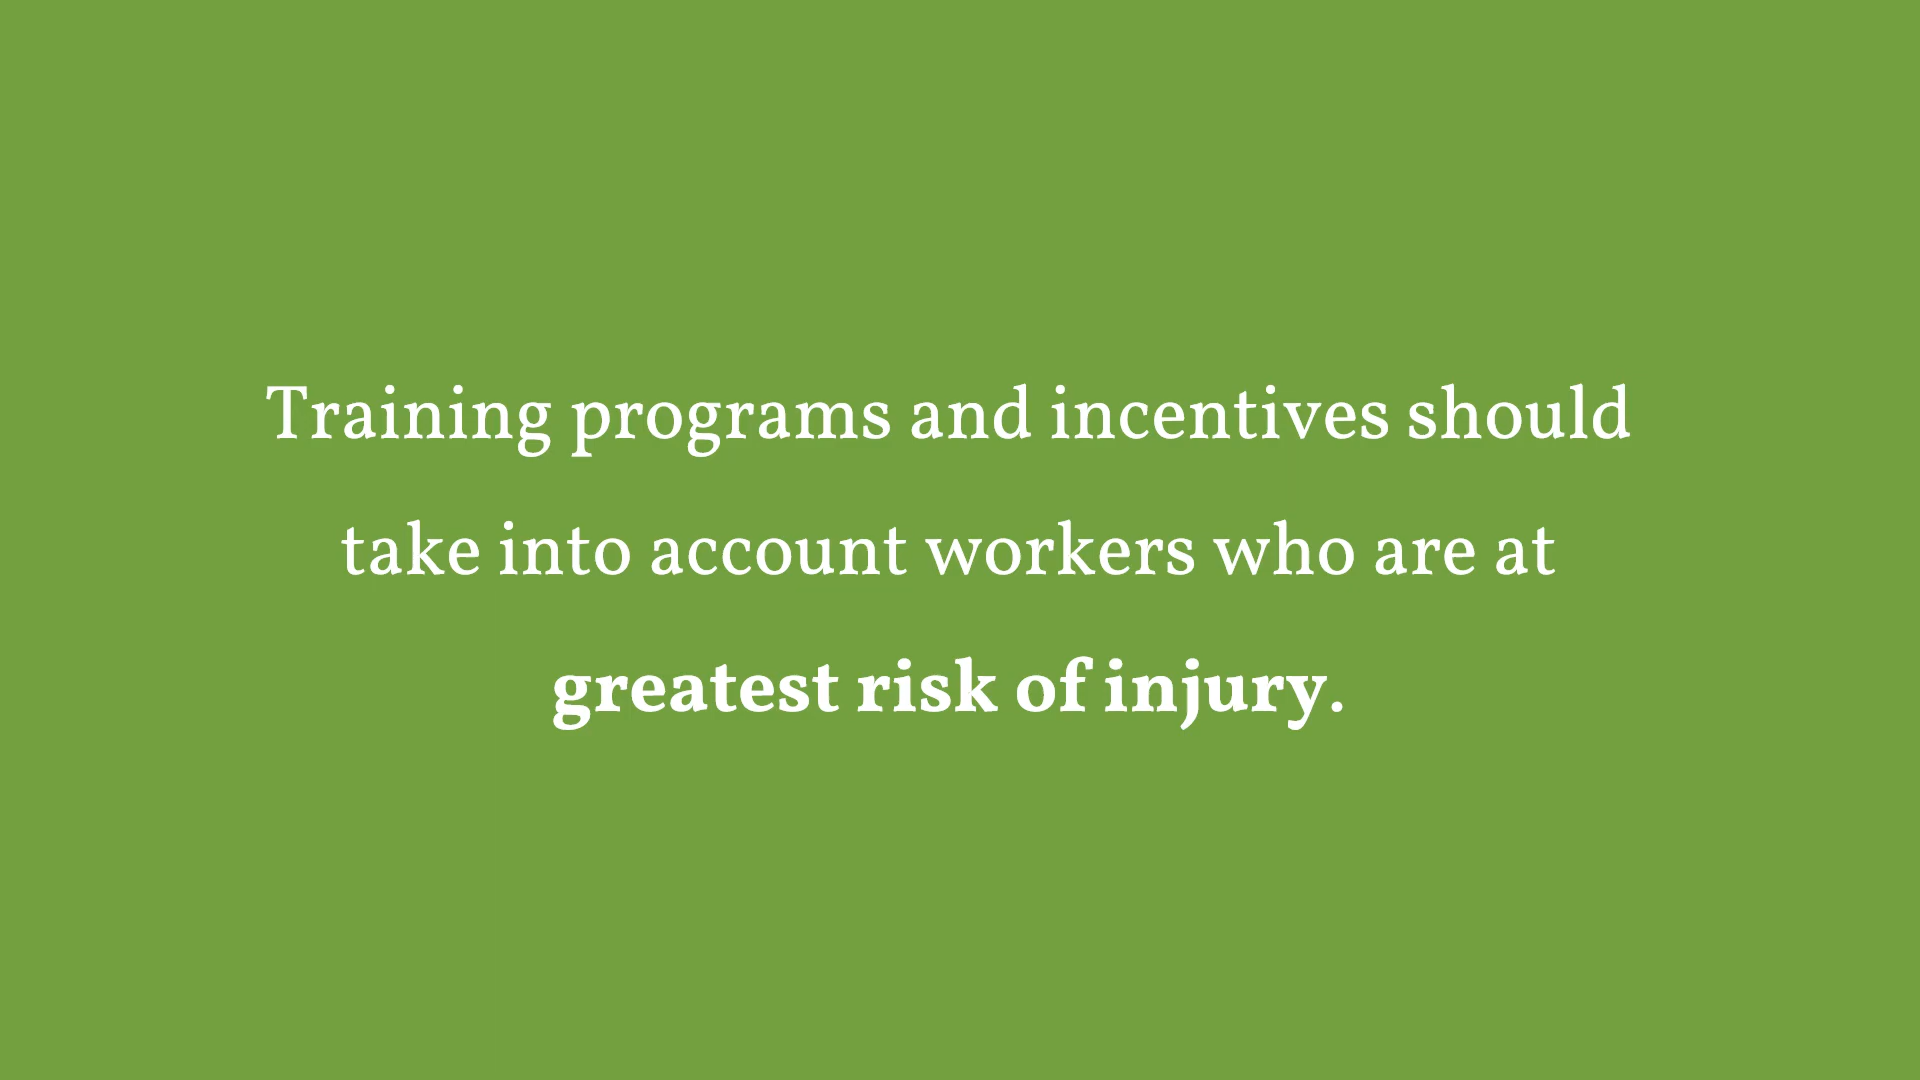 Training programs and incentives should
take into account workers who are at
greatest risk of injury.